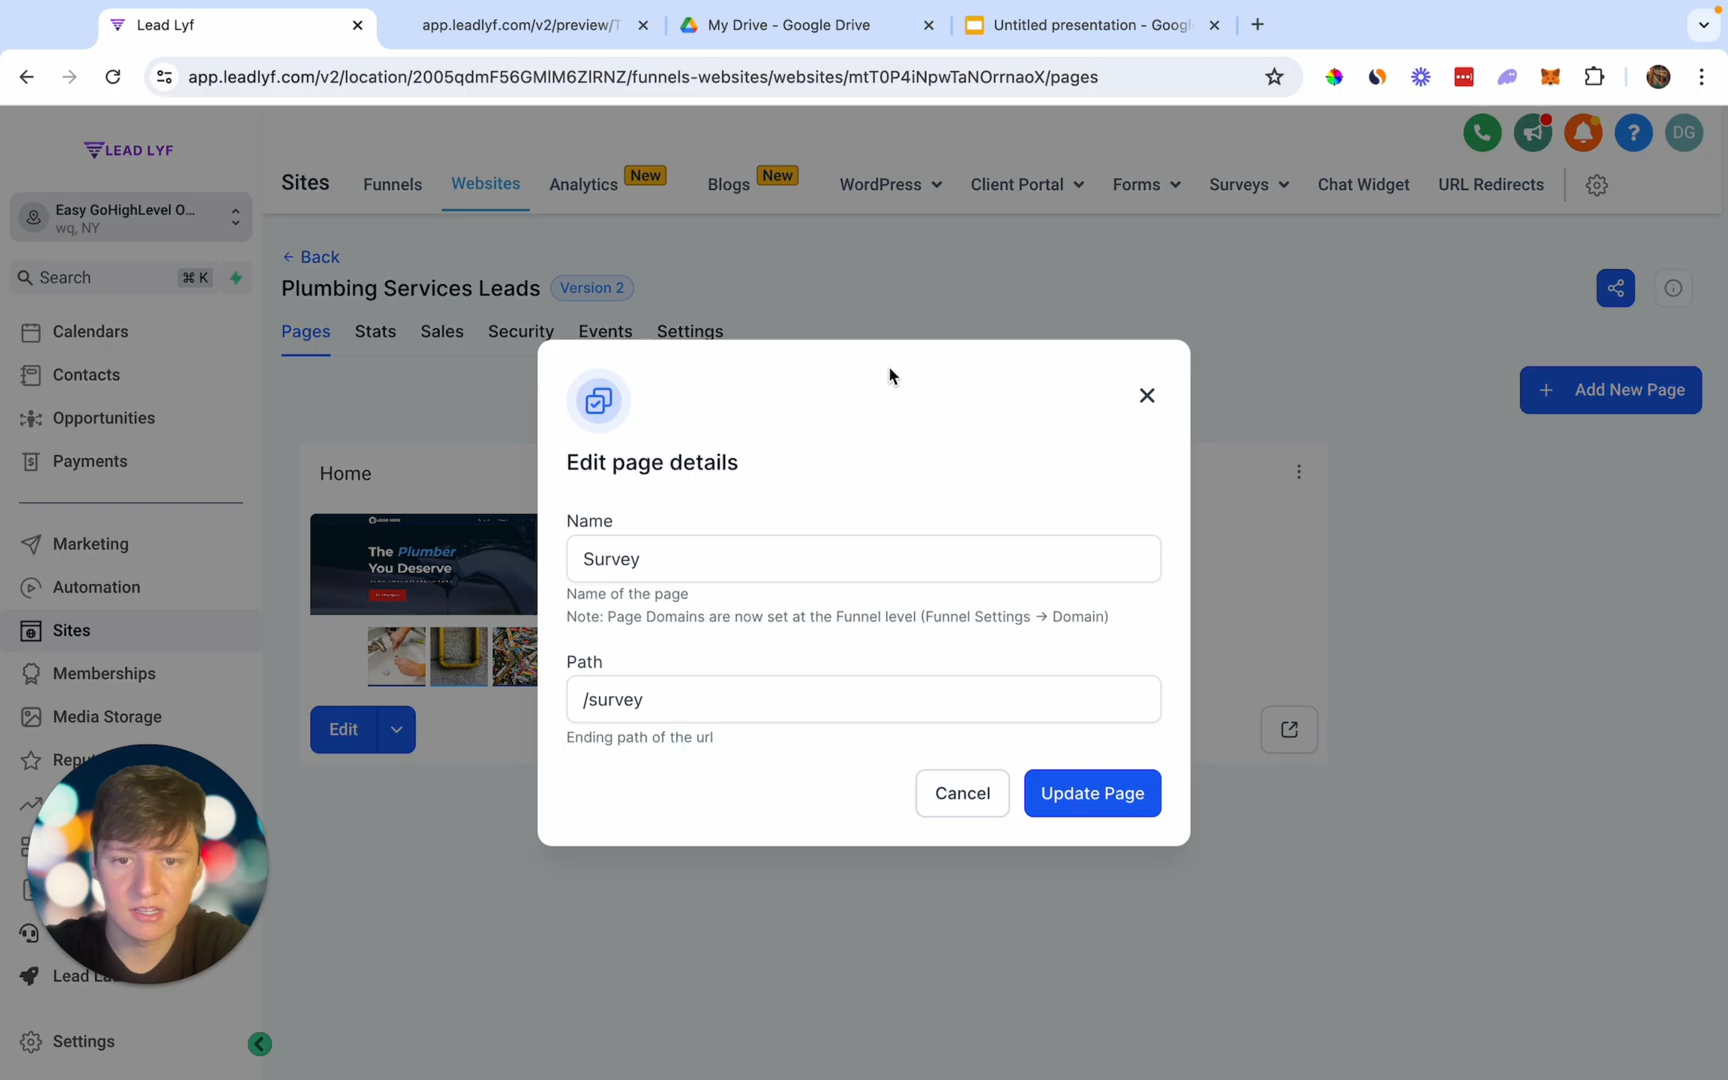 Lead Lyf
app.leadlyf.com/v2/preview/T
My Drive - Google Drive
Untitled presentation - Googl
app.leadlyf.com/v2/location/2005qdmF56GMlM6ZlRNZ/funnels-websites/websites/mtT0P4iNpwTaNOrrnaoX/pages
LEAD LYF
DG
Sites
Funnels
Websites
Analytics
New
Blogs
New
WordPress
Client Portal
Forms
Surveys
Chat Widget
URL Redirects
Easy GoHighLevel O...
wq, NY
Search
⌘ K
Calendars
Contacts
Opportunities
Payments
Marketing
Automation
Sites
Memberships
Media Storage
Settings
← Back
Plumbing Services Leads
Version 2
Pages
Stats
Sales
Security
Events
Settings
+ Add New Page
Home
The Plumber
You Deserve
Edit
Edit page details
Name
Survey
Name of the page
Note: Page Domains are now set at the Funnel level (Funnel Settings → Domain)
Path
/survey
Ending path of the url
Cancel
Update Page